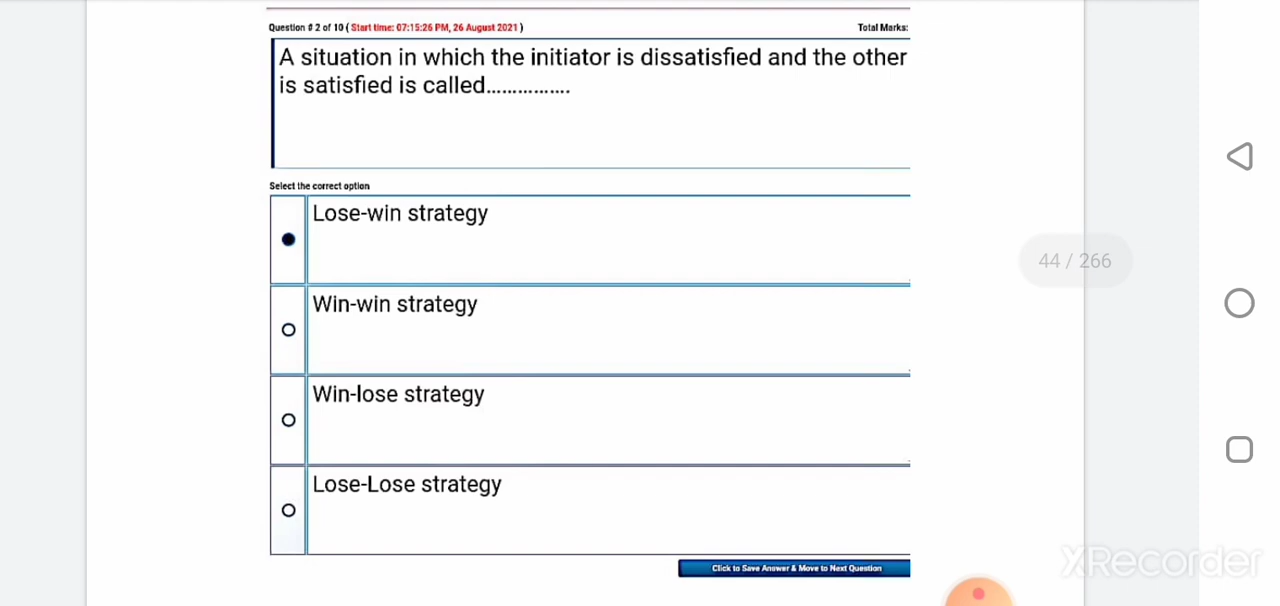 Question # 2 of 10 ( Start time: 07:15:26 PM, 26 August 2021 )
Total Marks:
A situation in which the initiator is dissatisfied and the other
is satisfied is called................
Select the correct option
Lose-win strategy
Win-win strategy
44 / 266
Win-lose strategy
Lose-Lose strategy
Click to Save Answer & Move to Next Question
XRecorder